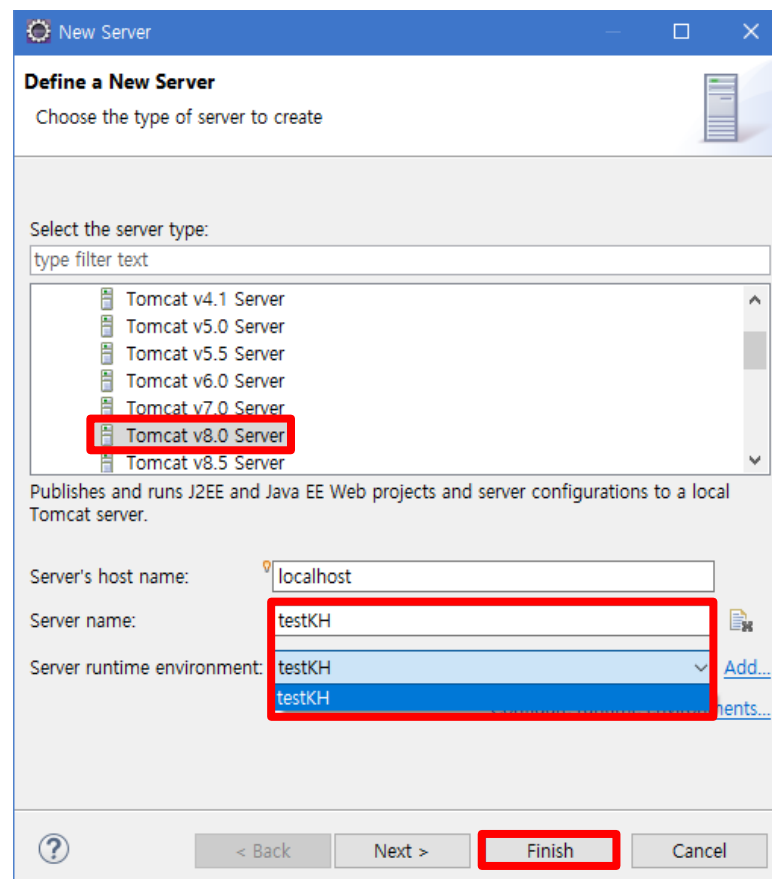 New Server
Define a New Server
Choose the type of server to create
Select the server type:
type filter text
Tomcat v4.1 Server
Tomcat v5.0 Server
Tomcat v5.5 Server
Tomcat v6.0 Server
Tomcat v7.0 Server
Tomcat v8.0 Server
Tomcat v8.5 Server
Publishes and runs J2EE and Java EE Web projects and server configurations to a local
Tomcat server.
Server's host name: localhost
Server name: testKH
Server runtime environment: testKH Add...
testKH
? < Back Next > Finish Cancel